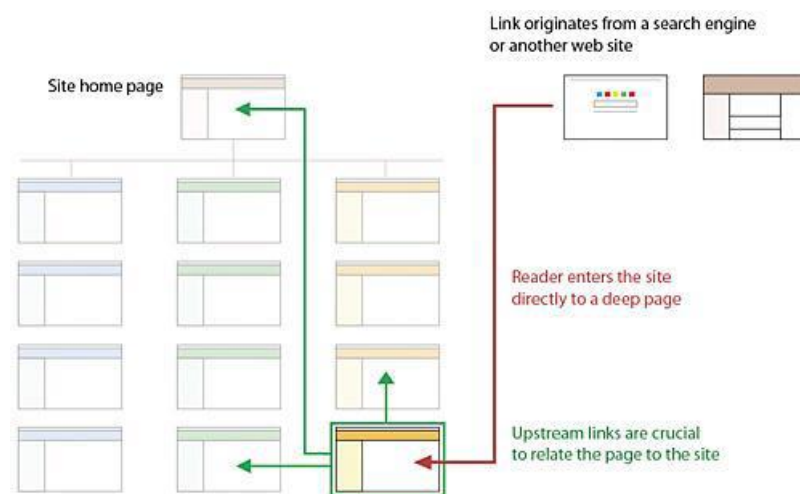 Link originates from a search engine
or another web site
Site home page
Reader enters the site
directly to a deep page
Upstream links are crucial
to relate the page to the site